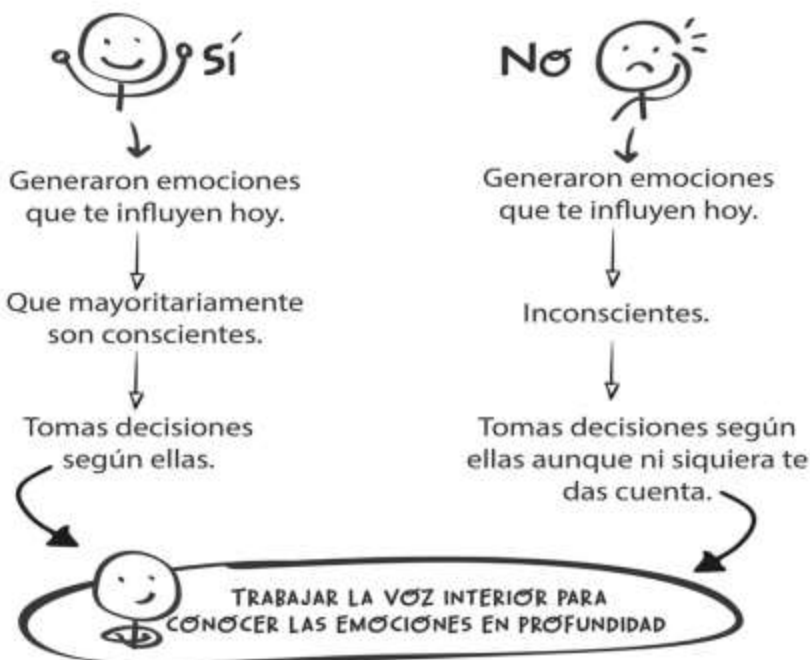 SÍ
Generaron emociones
que te influyen hoy.
Que mayoritariamente
son conscientes.
Tomas decisiones
según ellas.
NO
Generaron emociones
que te influyen hoy.
Inconscientes.
Tomas decisiones según
ellas aunque ni siquiera te
das cuenta.
TRABAJAR LA VOZ INTERIOR PARA
CONOCER LAS EMOCIONES EN PROFUNDIDAD